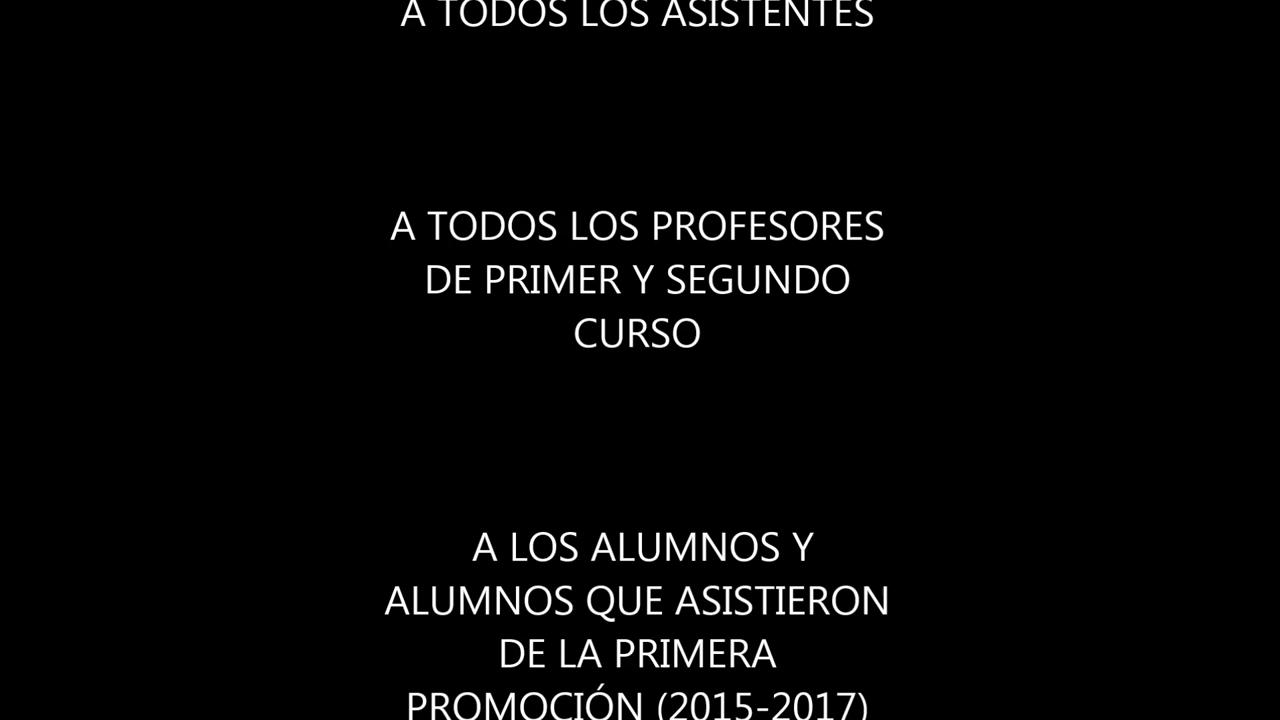 A TODOS LOS ASISTENTES
A TODOS LOS PROFESORES
DE PRIMER Y SEGUNDO
CURSO
A LOS ALUMNOS Y
ALUMNOS QUE ASISTIERON
DE LA PRIMERA
PROMOCIÓN (2015-2017)